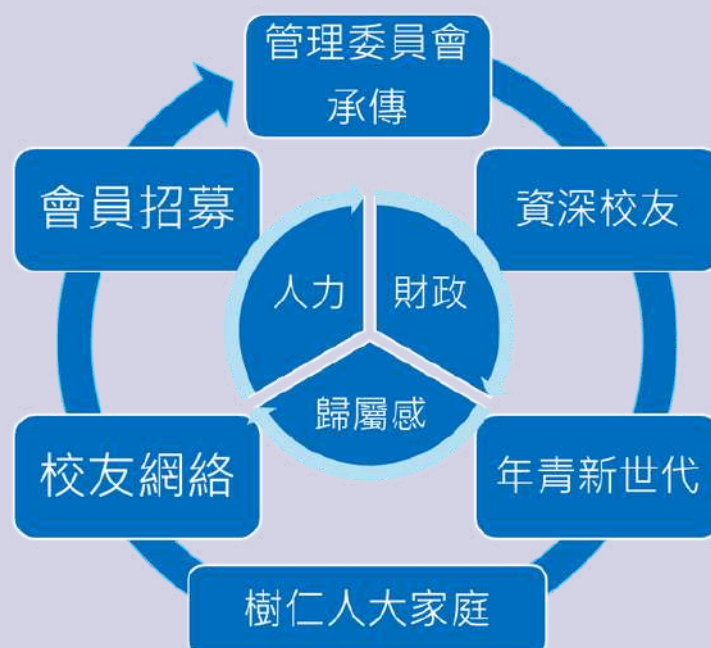 管理委員會
承傳
會員招募
資深校友
人力
財政
歸屬感
校友網絡
年青新世代
樹仁人大家庭